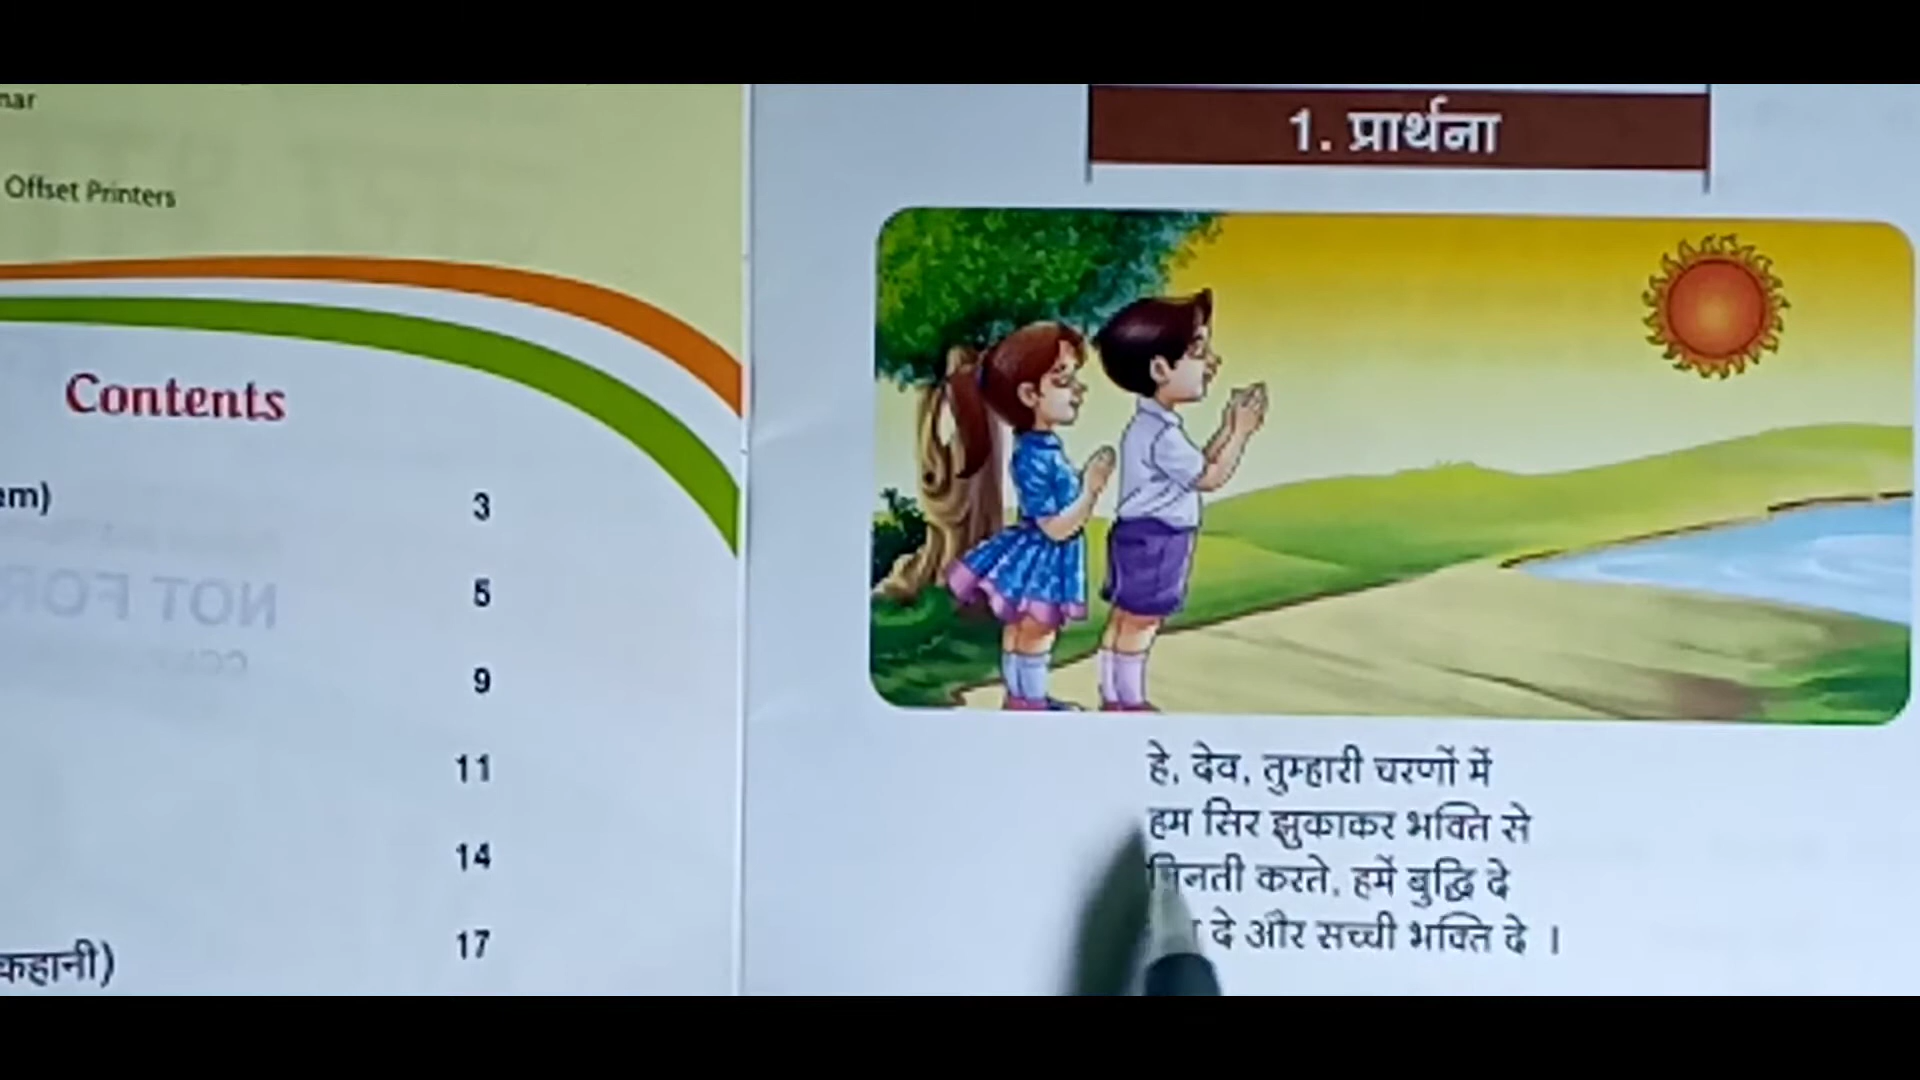 nar
Offset Printers
Contents
em) 3
5
9
11
14
कहानी) 17
1. प्रार्थना
हे, देव, तुम्हारी चरणों में
हम सिर झुकाकर भक्ति से
करते, हमें बुद्धि दे
दे और सच्ची भक्ति दे ।
NOT FOR